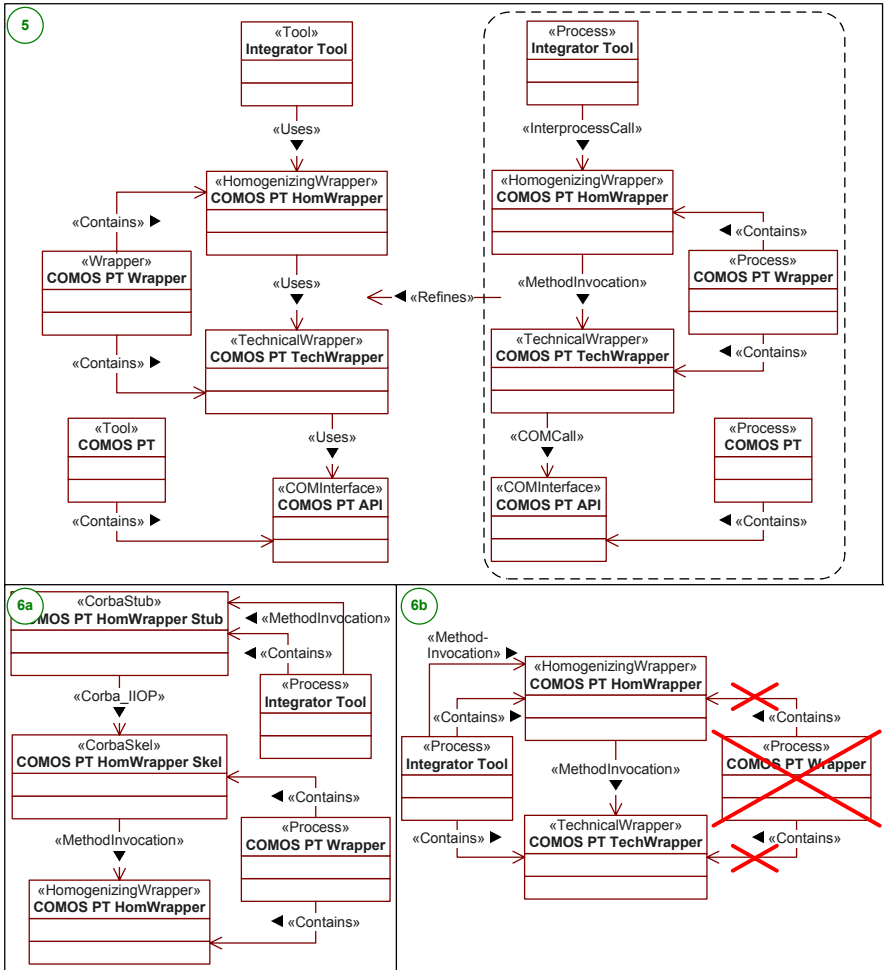 5
«Tool»
Integrator Tool
«Uses»
«HomogenizingWrapper»
COMOS PT HomWrapper
«Contains»
«Wrapper»
COMOS PT Wrapper
«Uses»
«TechnicalWrapper»
COMOS PT TechWrapper
«Contains»
«Tool»
COMOS PT
«Uses»
«COMInterface»
COMOS PT API
«Contains»
«Refines»
«Process»
Integrator Tool
«InterprocessCall»
«HomogenizingWrapper»
COMOS PT HomWrapper
«Contains»
«Process»
COMOS PT Wrapper
«MethodInvocation»
«TechnicalWrapper»
COMOS PT TechWrapper
«Contains»
«COMCall»
«Process»
COMOS PT
«COMInterface»
COMOS PT API
«Contains»
6a
«CorbaStub»
COMOS PT HomWrapper Stub
«MethodInvocation»
«Contains»
«Process»
Integrator Tool
«Corba_IIOP»
«CorbaSkel»
COMOS PT HomWrapper Skel
«Contains»
«Process»
COMOS PT Wrapper
«MethodInvocation»
«HomogenizingWrapper»
COMOS PT HomWrapper
«Contains»
6b
«Method-
Invocation»
«HomogenizingWrapper»
COMOS PT HomWrapper
«Contains»
«Contains»
«Process»
Integrator Tool
«MethodInvocation»
«Process»
COMOS PT Wrapper
«Contains»
«TechnicalWrapper»
COMOS PT TechWrapper
«Contains»